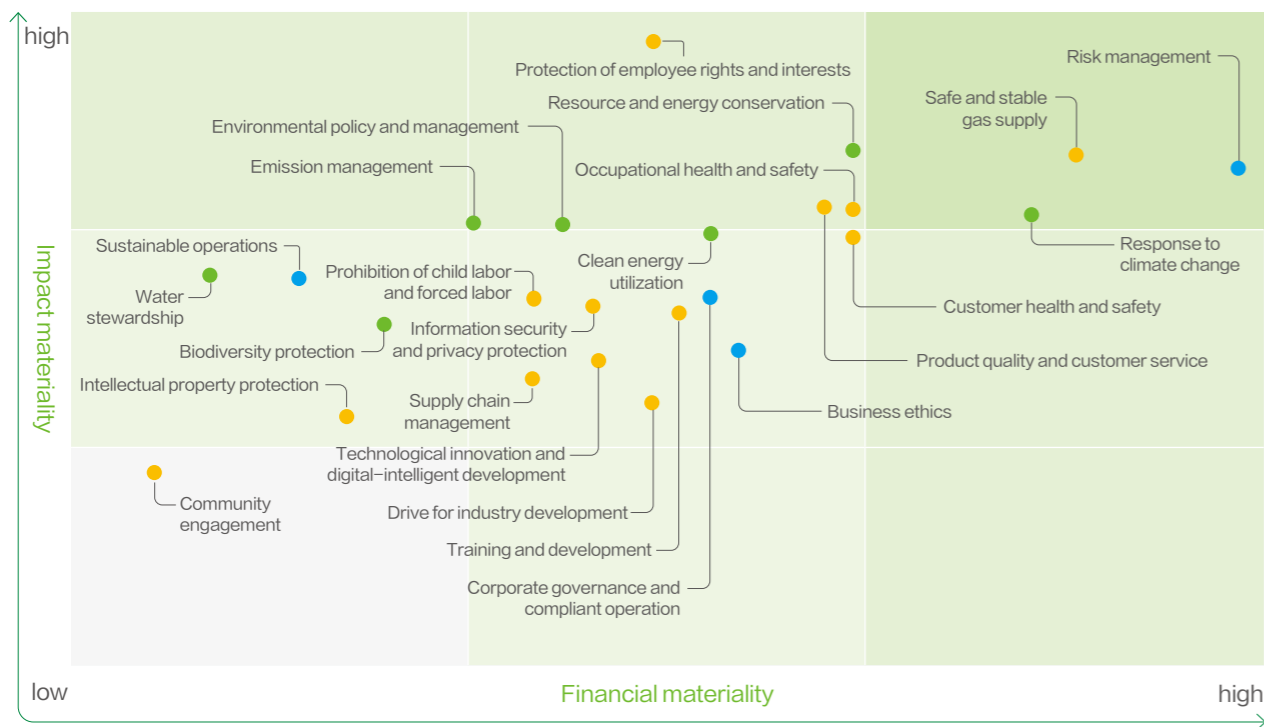 high
Protection of employee rights and interests
Risk management
Resource and energy conservation
Safe and stable
gas supply
Environmental policy and management
Emission management
Occupational health and safety
Sustainable operations
Response to
climate change
Water
stewardship
Prohibition of child labor
and forced labor
Clean energy
utilization
Customer health and safety
Information security
and privacy protection
Biodiversity protection
Product quality and customer service
Intellectual property protection
Supply chain
management
Business ethics
Technological innovation and
digital–intelligent development
Community
engagement
Drive for industry development
Training and development
Corporate governance and
compliant operation
Impact materiality
low
Financial materiality
high